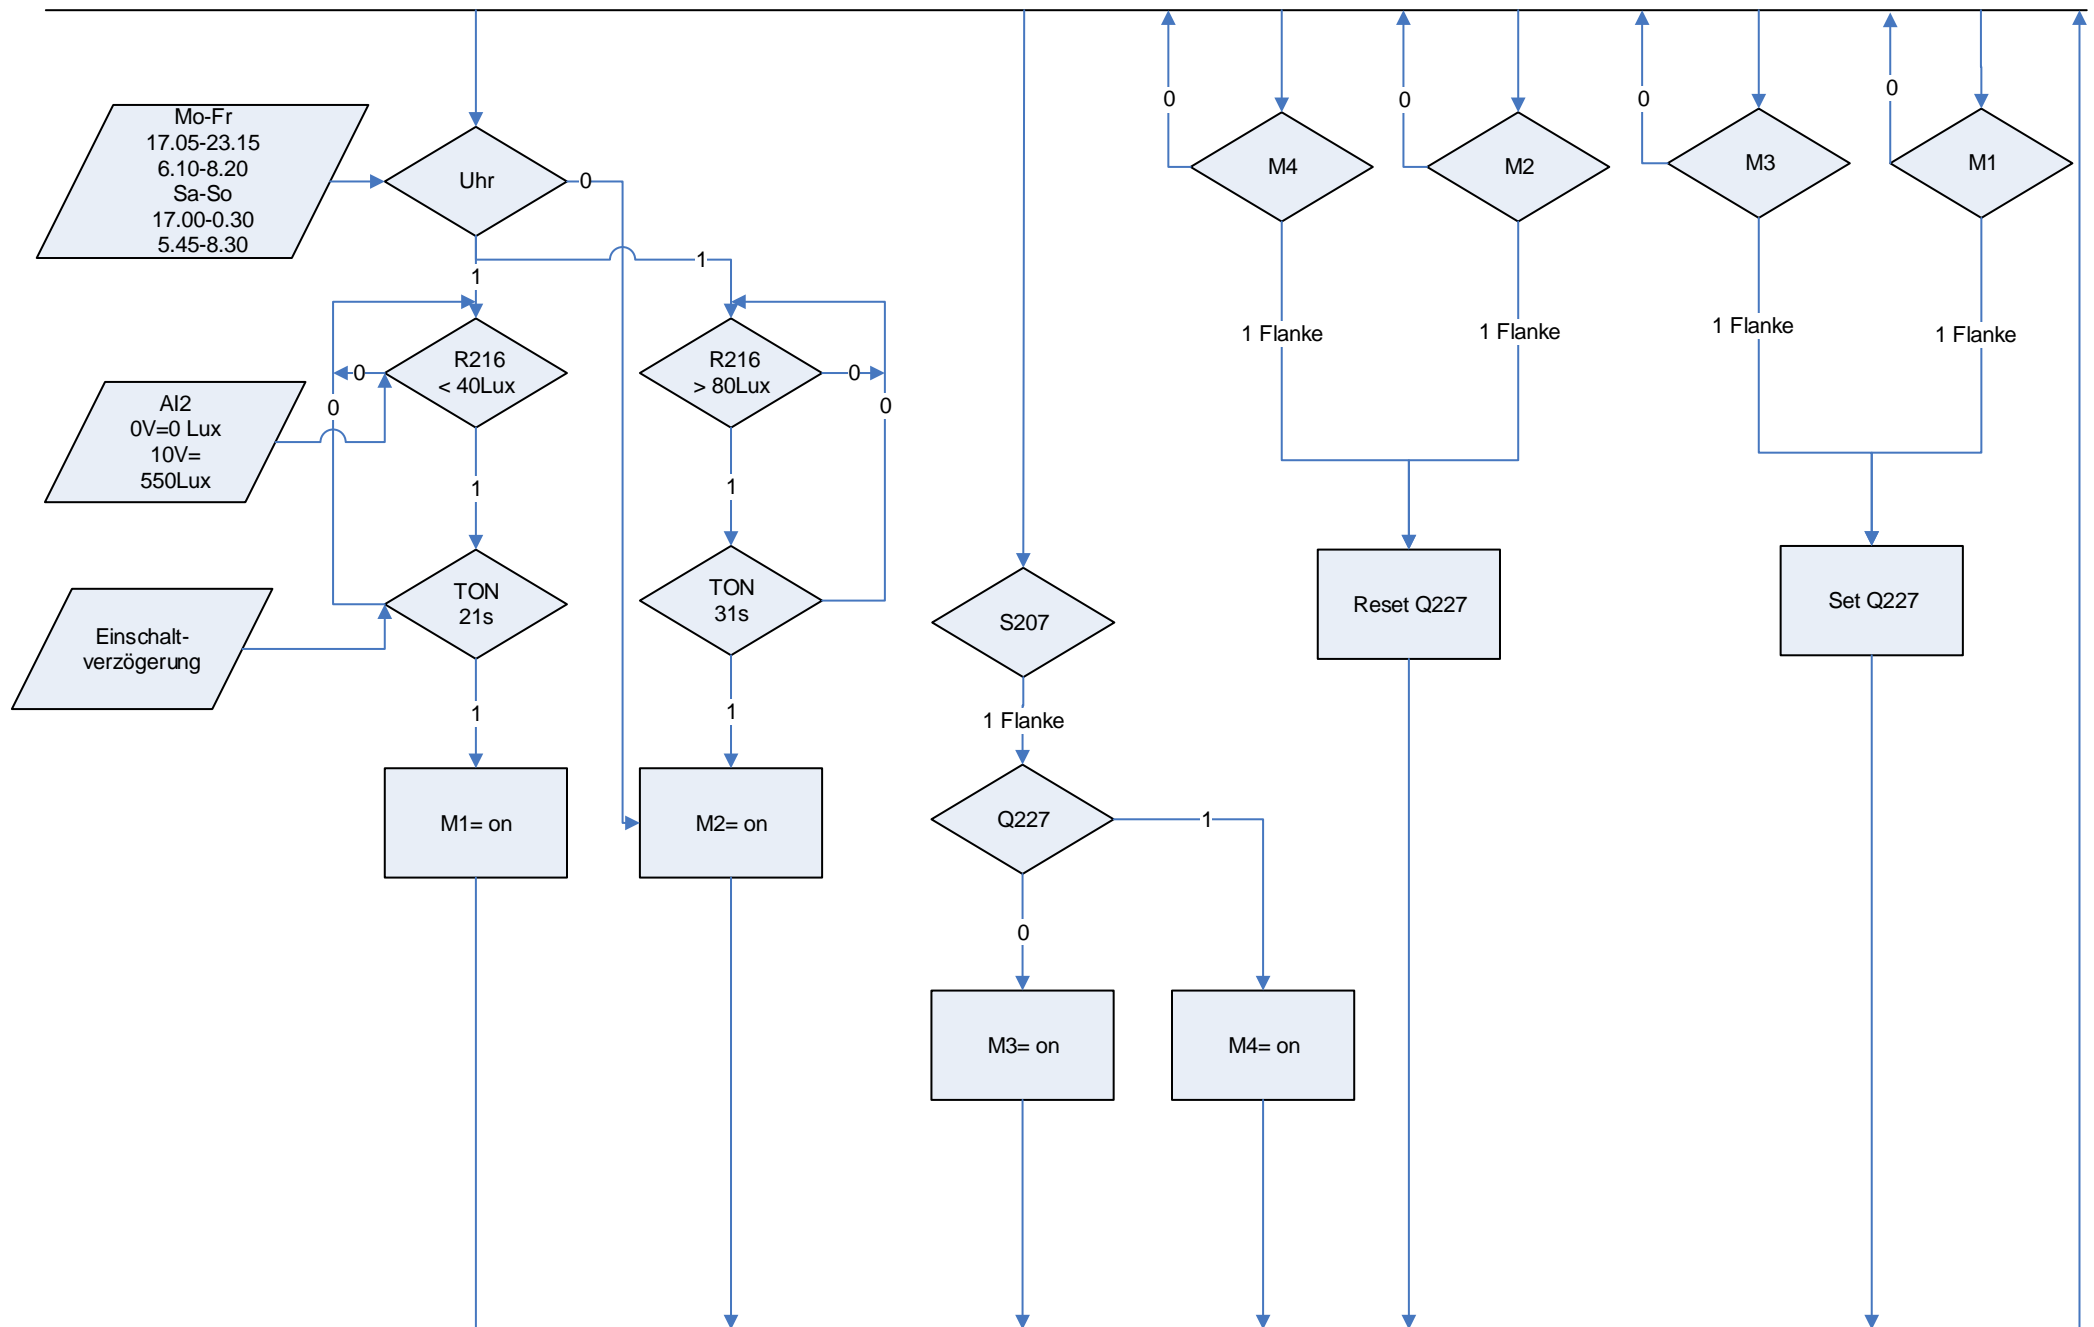 Mo-Fr
17.05-23.15
6.10-8.20
Sa-So
17.00-0.30
5.45-8.30
Uhr
0
1
1
R216
< 40Lux
0
0
R216
> 80Lux
0
0
AI2
0V=0 Lux
10V=
550Lux
1
1
TON
21s
TON
31s
Einschalt-
verzögerung
1
1
M1= on
M2= on
S207
1 Flanke
Q227
1
0
M3= on
M4= on
0
M4
0
M2
1 Flanke
1 Flanke
Reset Q227
0
M3
0
M1
1 Flanke
1 Flanke
Set Q227